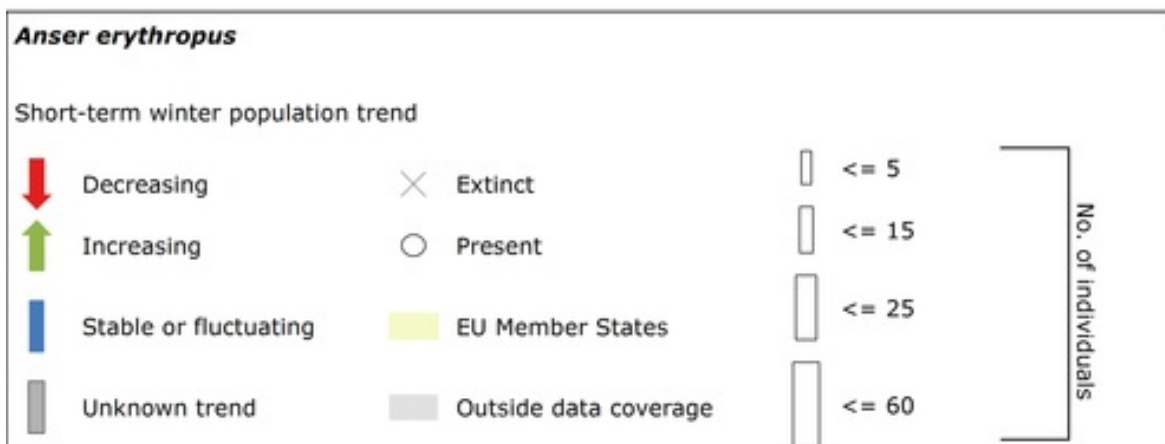 Anser erythropus
Short-term winter population trend
Decreasing
Extinct
<= 5
Increasing
Present
<= 15
Stable or fluctuating
EU Member States
<= 25
Unknown trend
Outside data coverage
<= 60
No. of individuals